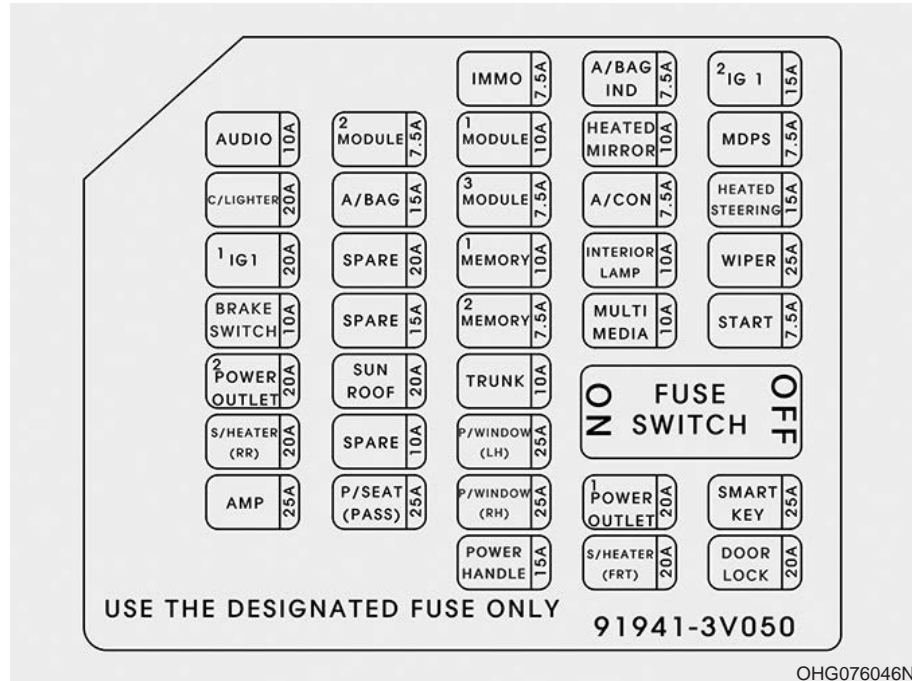 IMMO 7.5A
A/BAG IND 7.5A
2 IG 1 15A
AUDIO 10A
2 MODULE 7.5A
1 MODULE 10A
HEATED MIRROR 10A
MDPS 7.5A
C/LIGHTER 20A
A/BAG 15A
3 MODULE 7.5A
A/CON 7.5A
HEATED STEERING 15A
1 IG1 20A
SPARE 20A
1 MEMORY 10A
INTERIOR LAMP 10A
WIPER 25A
BRAKE SWITCH 10A
SPARE 15A
2 MEMORY 7.5A
MULTI MEDIA 10A
START 7.5A
2 POWER OUTLET 20A
SUN ROOF 20A
TRUNK 10A
ON FUSE SWITCH OFF
S/HEATER (RR) 20A
SPARE 10A
P/WINDOW (LH) 25A
AMP 25A
P/SEAT (PASS) 25A
P/WINDOW (RH) 25A
1 POWER OUTLET 20A
SMART KEY 25A
POWER HANDLE 15A
S/HEATER (FRT) 20A
DOOR LOCK 20A
USE THE DESIGNATED FUSE ONLY
91941-3V050
OHG076046N